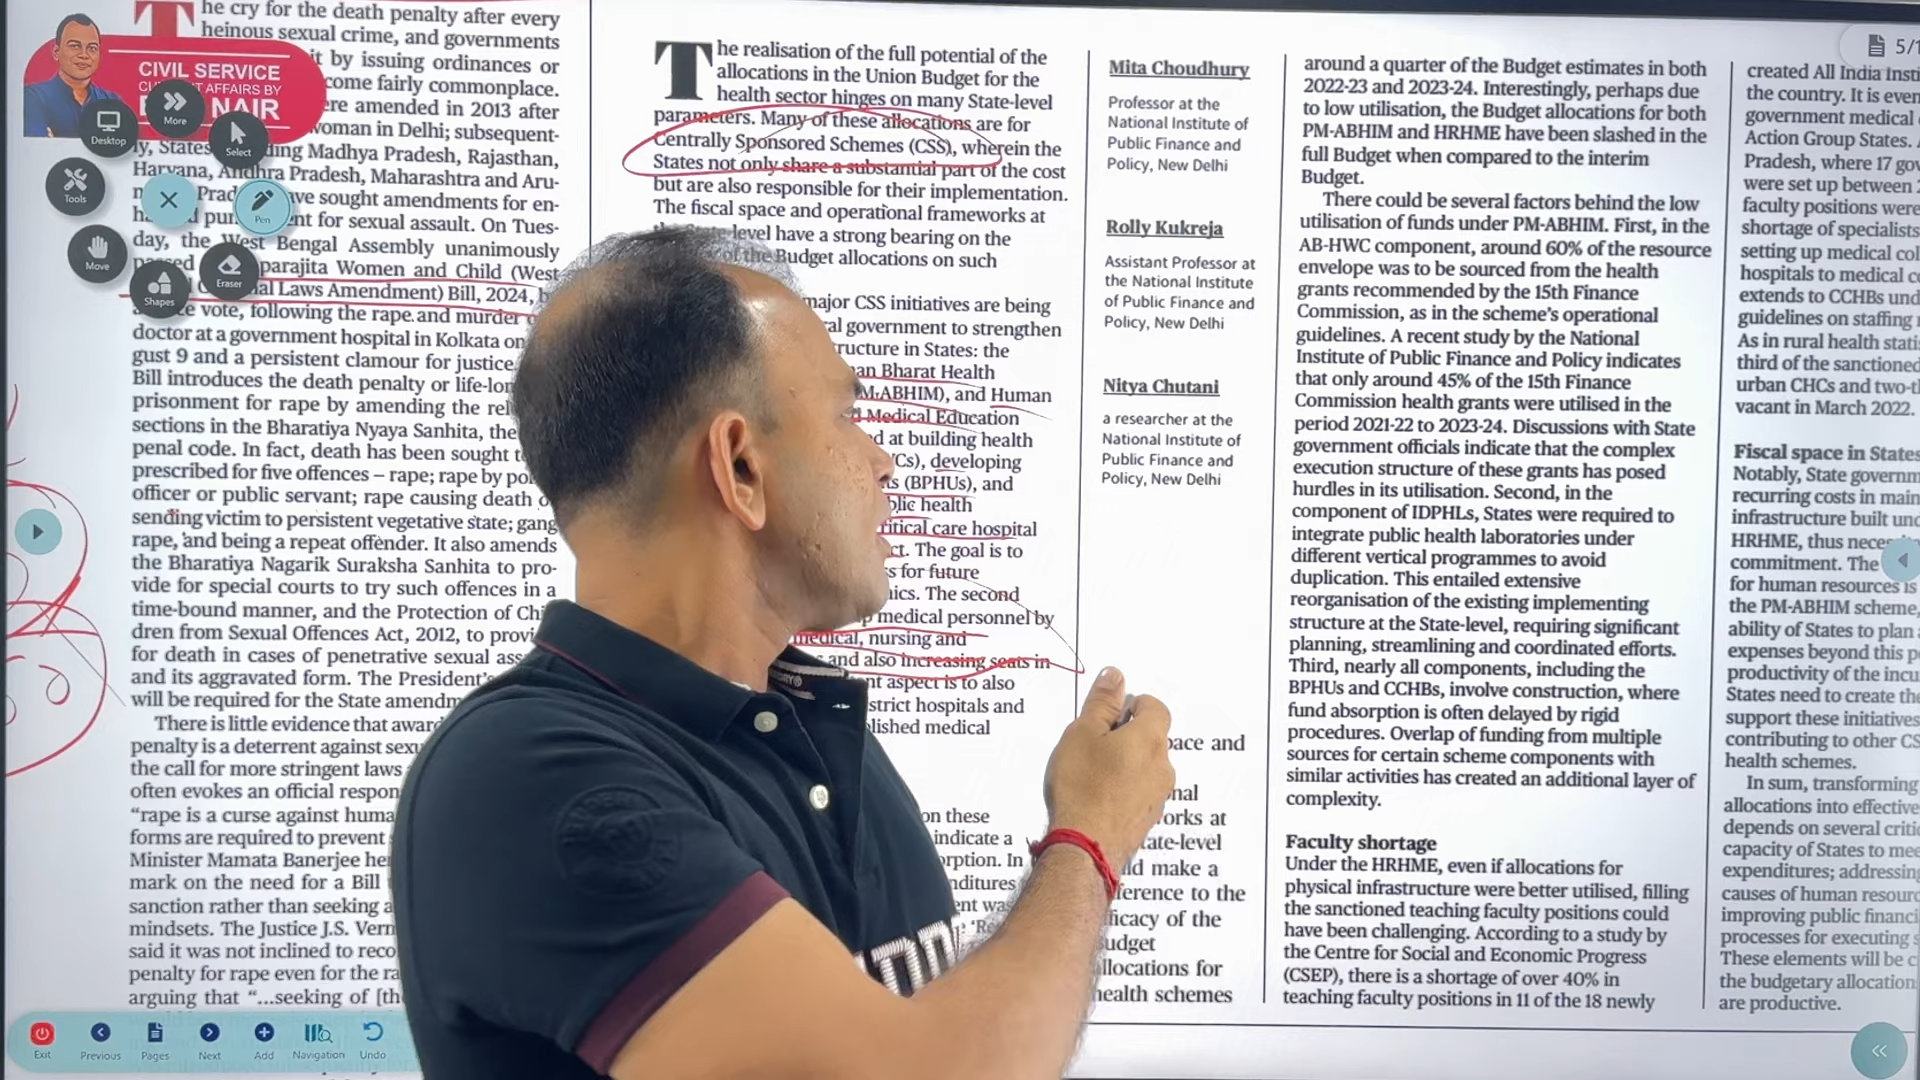 he cry for the death penalty after every
heinous sexual crime, and governments
it by issuing ordinances or
come fairly commonplace.
re amended in 2013 after
woman in Delhi; subsequent-
ly, States ding Madhya Pradesh, Rajasthan,
Haryana, Andhra Pradesh, Maharashtra and Aru-
Prad ve sought amendments for en-
ha pun nt for sexual assault. On Tues-
day, the West Bengal Assembly unanimously
parajita Women and Child (West
al Laws Amendment) Bill, 2024,
vote, following the rape and murder
doctor at a government hospital in Kolkata on
gust 9 and a persistent clamour for justice.
Bill introduces the death penalty or life-lon
prisonment for rape by amending the rel
sections in the Bharatiya Nyaya Sanhita, the
penal code. In fact, death has been sought t
prescribed for five offences – rape; rape by po
officer or public servant; rape causing death o
sending victim to persistent vegetative state; gang
rape, and being a repeat offender. It also amends
the Bharatiya Nagarik Suraksha Sanhita to pro-
vide for special courts to try such offences in a
time-bound manner, and the Protection of Chi
dren from Sexual Offences Act, 2012, to provi
for death in cases of penetrative sexual ass
and its aggravated form. The President's
will be required for the State amendm
There is little evidence that award
penalty is a deterrent against sexu
the call for more stringent laws
often evokes an official respon
"rape is a curse against huma
forms are required to prevent
Minister Mamata Banerjee he
mark on the need for a Bill
sanction rather than seeking a
mindsets. The Justice J.S. Verm
said it was not inclined to reco
penalty for rape even for the ra
arguing that "...seeking of [th
The realisation of the full potential of the
allocations in the Union Budget for the
health sector hinges on many State-level
parameters. Many of these allocations are for
Centrally Sponsored Schemes (CSS), wherein the
States not only share a substantial part of the cost
but are also responsible for their implementation.
The fiscal space and operational frameworks at
the State-level have a strong bearing on the
of the Budget allocations on such
major CSS initiatives are being
al government to strengthen
ructure in States: the
an Bharat Health
M-ABHIM), and Human
d Medical Education
d at building health
Cs), developing
s (BPHUs), and
blic health
ritical care hospital
ct. The goal is to
s for future
ics. The second
p medical personnel by
medical, nursing and
and also increasing seats in
nt aspect is to also
strict hospitals and
lished medical
on these
indicate a
rption. In
nditures
ent was
Mita Choudhury
Professor at the
National Institute of
Public Finance and
Policy, New Delhi
Rolly Kukreja
Assistant Professor at
the National Institute
of Public Finance and
Policy, New Delhi
Nitya Chutani
a researcher at the
National Institute of
Public Finance and
Policy, New Delhi
pace and
nal
orks at
ate-level
ld make a
ference to the
ficacy of the
udget
llocations for
health schemes
around a quarter of the Budget estimates in both
2022-23 and 2023-24. Interestingly, perhaps due
to low utilisation, the Budget allocations for both
PM-ABHIM and HRHME have been slashed in the
full Budget when compared to the interim
Budget.
There could be several factors behind the low
utilisation of funds under PM-ABHIM. First, in the
AB-HWC component, around 60% of the resource
envelope was to be sourced from the health
grants recommended by the 15th Finance
Commission, as in the scheme's operational
guidelines. A recent study by the National
Institute of Public Finance and Policy indicates
that only around 45% of the 15th Finance
Commission health grants were utilised in the
period 2021-22 to 2023-24. Discussions with State
government officials indicate that the complex
execution structure of these grants has posed
hurdles in its utilisation. Second, in the
component of IDPHLs, States were required to
integrate public health laboratories under
different vertical programmes to avoid
duplication. This entailed extensive
reorganisation of the existing implementing
structure at the State-level, requiring significant
planning, streamlining and coordinated efforts.
Third, nearly all components, including the
BPHUs and CCHBs, involve construction, where
fund absorption is often delayed by rigid
procedures. Overlap of funding from multiple
sources for certain scheme components with
similar activities has created an additional layer of
complexity.
Faculty shortage
Under the HRHME, even if allocations for
physical infrastructure were better utilised, filling
the sanctioned teaching faculty positions could
have been challenging. According to a study by
the Centre for Social and Economic Progress
(CSEP), there is a shortage of over 40% in
teaching faculty positions in 11 of the 18 newly
created All India Insti
the country. It is even
government medical
Action Group States.
Pradesh, where 17 gov
were set up between
faculty positions were
shortage of specialists
setting up medical col
hospitals to medical c
extends to CCHBs und
guidelines on staffing
As in rural health stati
third of the sanctioned
urban CHCs and two-t
vacant in March 2022.
Fiscal space in States
Notably, State governm
recurring costs in main
infrastructure built und
HRHME, thus neces
commitment. The
for human resources is
the PM-ABHIM scheme,
ability of States to plan
expenses beyond this p
productivity of the incu
States need to create th
support these initiatives
contributing to other CS
health schemes.
In sum, transforming
allocations into effective
depends on several critic
capacity of States to mee
expenditures; addressing
causes of human resourc
improving public financi
processes for executing s
These elements will be c
the budgetary allocation
are productive.
CIVIL SERVICE
CU T AFFAIRS BY
NAIR
Desktop
More
Select
Tools
Pen
Move
Shapes
Eraser
5/1
Exit
Previous
Pages
Next
Add
Navigation
Undo